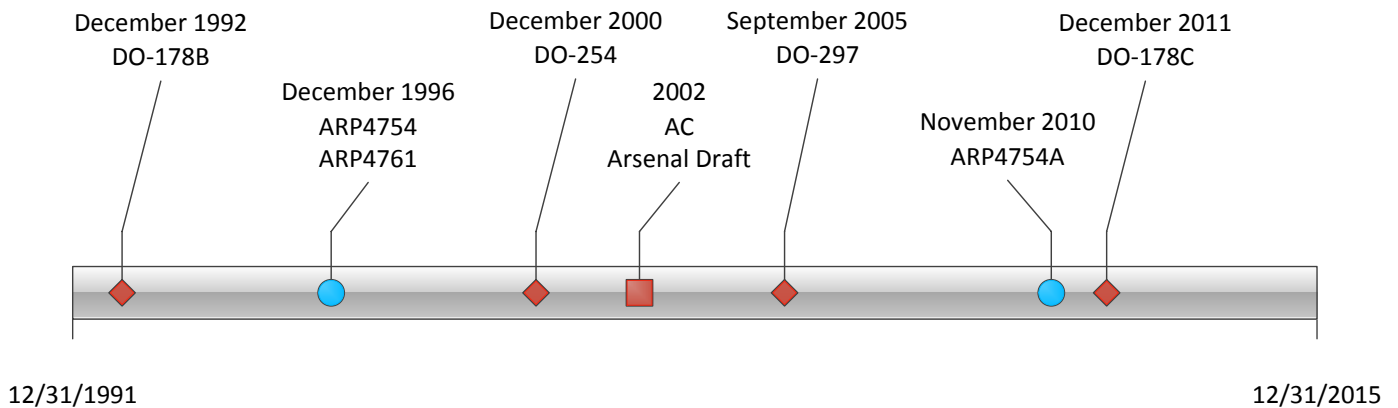 December 1992
DO-178B
December 1996
ARP4754
ARP4761
December 2000
DO-254
2002
AC
Arsenal Draft
September 2005
DO-297
November 2010
ARP4754A
December 2011
DO-178C
12/31/1991
12/31/2015